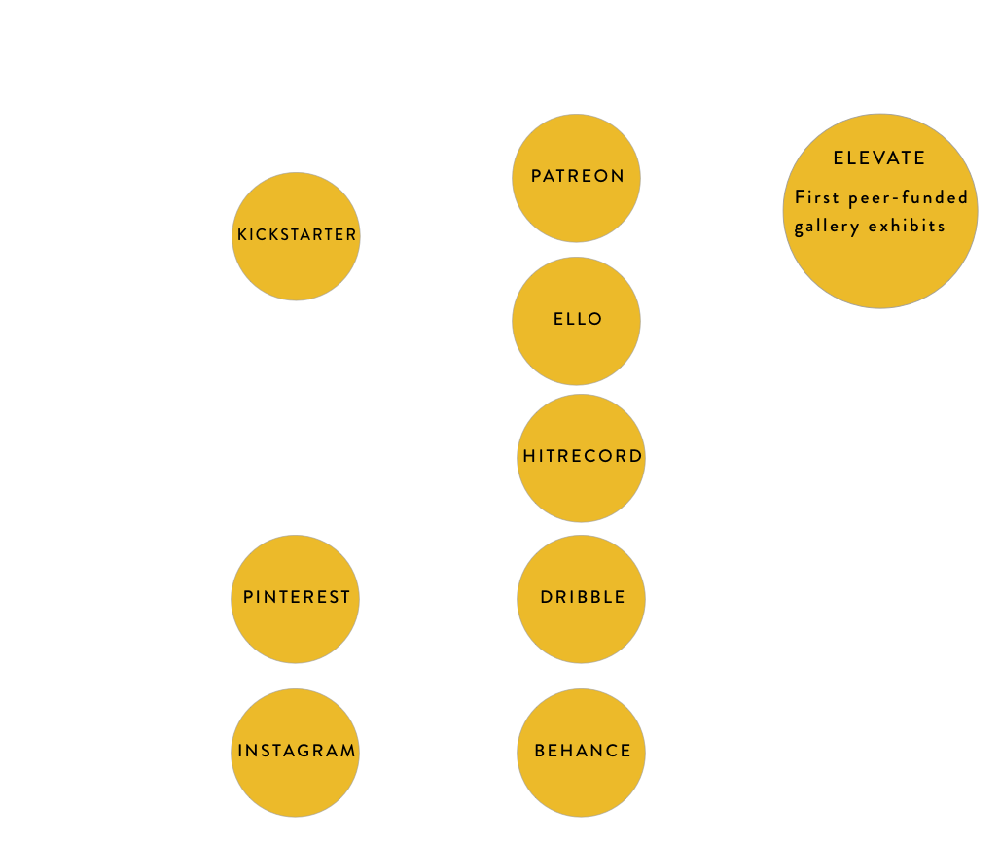 PATREON
ELEVATE
First peer-funded
gallery exhibits
KICKSTARTER
ELLO
HITRECORD
PINTEREST
DRIBBLE
INSTAGRAM
BEHANCE